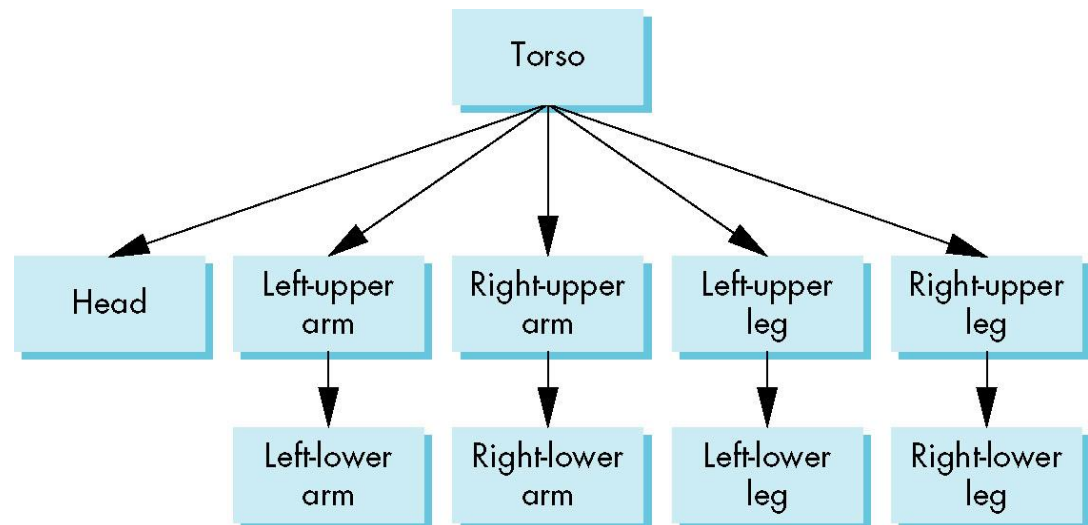 Torso
Head
Left-upper
arm
Right-upper
arm
Left-upper
leg
Right-upper
leg
Left-lower
arm
Right-lower
arm
Left-lower
leg
Right-lower
leg